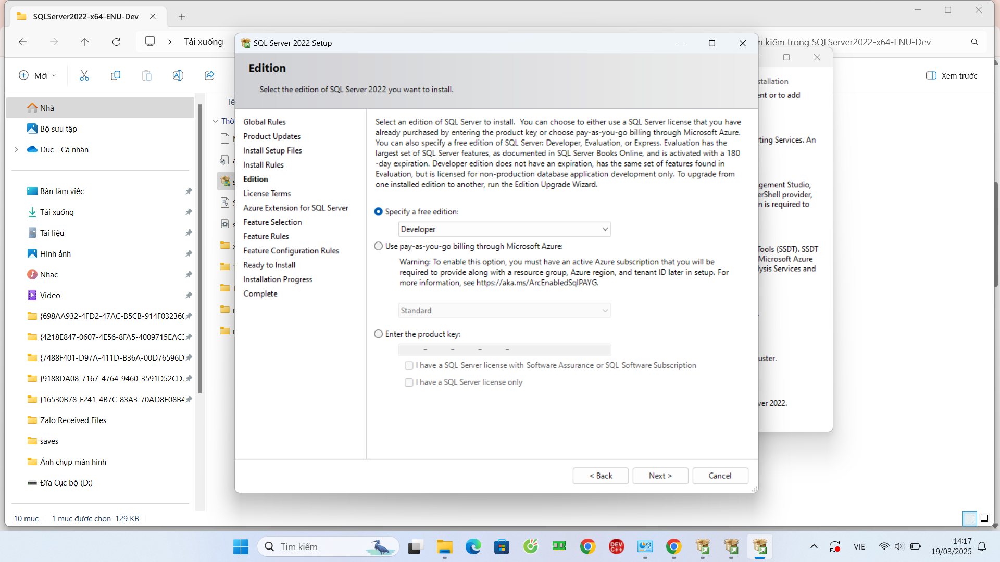 SQLServer2022-x64-ENU-Dev
Tải xuống
m kiếm trong SQLServer2022-x64-ENU-Dev
Mới
Xem trước
Nhà
Bộ sưu tập
Duc - Cá nhân
Bàn làm việc
Tải xuống
Tài liệu
Hình ảnh
Nhạc
Video
{698AA932-4FD2-47AC-B5CB-914F032360
{4218E847-0607-4E56-8FA5-4009715EAC3
{7488F401-D97A-411D-B36A-00D76596D
{9188DA08-7167-4764-9460-3591D52CD7
{16530B78-F241-4B7C-83A3-70AD8E08B4
Zalo Received Files
saves
Ảnh chụp màn hình
Đĩa Cục bộ (D:)
Tê
Thờ
SQL Server 2022 Setup
Edition
Select the edition of SQL Server 2022 you want to install.
Global Rules
Product Updates
Install Setup Files
Install Rules
Edition
License Terms
Azure Extension for SQL Server
Feature Selection
Feature Rules
Feature Configuration Rules
Ready to Install
Installation Progress
Complete
Select an edition of SQL Server to install.  You can choose to either use a SQL Server license that you have
already purchased by entering the product key or choose pay-as-you-go billing through Microsoft Azure.
You can also specify a free edition of SQL Server: Developer, Evaluation, or Express. Evaluation has the
largest set of SQL Server features, as documented in SQL Server Books Online, and is activated with a 180
-day expiration. Developer edition does not have an expiration, has the same set of features found in
Evaluation, but is licensed for non-production database application development only. To upgrade from
one installed edition to another, run the Edition Upgrade Wizard.
Specify a free edition:
Developer
Use pay-as-you-go billing through Microsoft Azure:
Warning: To enable this option, you must have an active Azure subscription that you will be
required to provide along with a resource group, Azure region, and tenant ID later in setup. For
more information, see https://aka.ms/ArcEnabledSqlPAYG.
Standard
Enter the product key:
- - - -
I have a SQL Server license with Software Assurance or SQL Software Subscription
I have a SQL Server license only
< Back
Next >
Cancel
stallation
ent or to add
rting Services. An
gement Studio,
erShell provider,
n is required to
Tools (SSDT). SSDT
Microsoft Azure
lysis Services and
uster.
ver 2022.
10 mục
1 mục được chọn 129 KB
Tìm kiếm
DEV
C++
VIE
14:17
19/03/2025